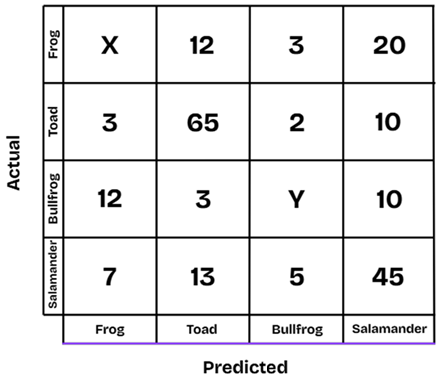 Actual
Frog X 12 3 20
Toad 3 65 2 10
Bullfrog 12 3 Y 10
Salamander 7 13 5 45
Frog Toad Bullfrog Salamander
Predicted